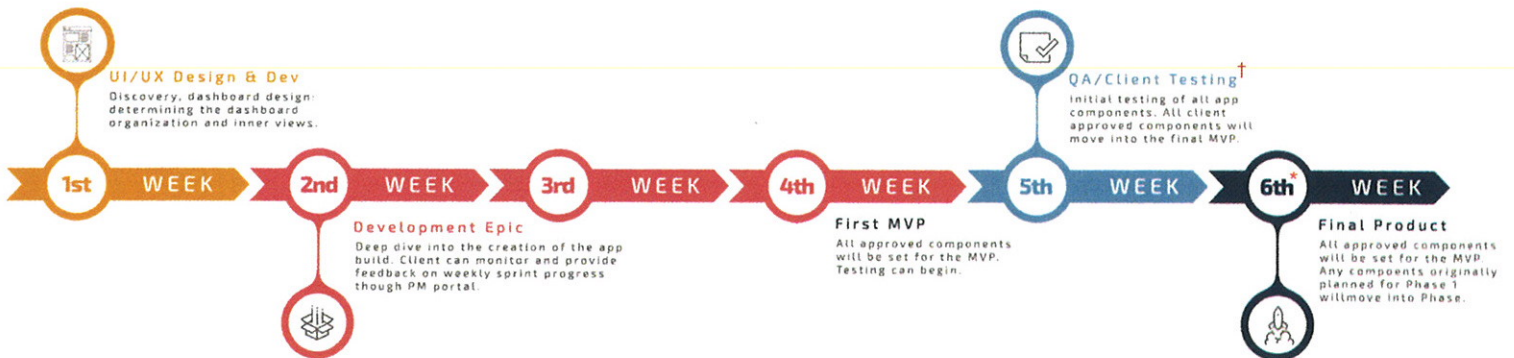 UI/UX Design & Dev
Discovery, dashboard design:
determining the dashboard
organization and inner views.
QA/Client Testing†
Initial testing of all app
components. All client
approved components will
move into the final MVP.
1st WEEK 2nd WEEK 3rd WEEK 4th WEEK 5th WEEK 6th* WEEK
Development Epic
Deep dive into the creation of the app
build. Client can monitor and provide
feedback on weekly sprint progress
though PM portal.
First MVP
All approved components
will be set for the MVP.
Testing can begin.
Final Product
All approved components
will be set for the MVP.
Any compoents originally
planned for Phase 1
willmove into Phase.